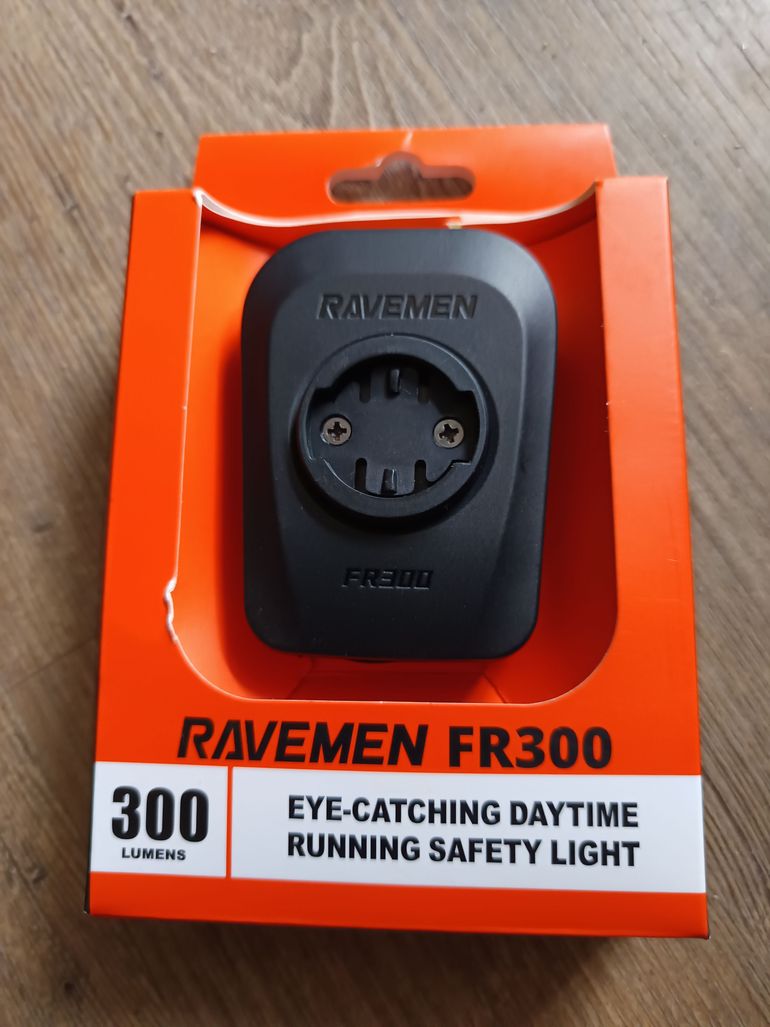 RAVEMEN
FR300
RAVEMEN FR300
300
LUMENS
EYE-CATCHING DAYTIME
RUNNING SAFETY LIGHT